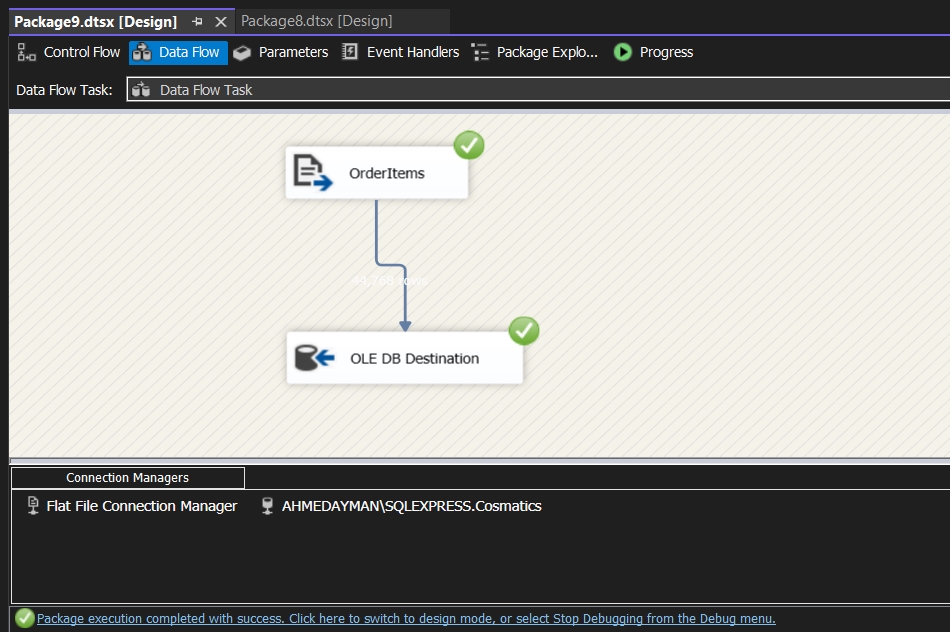 Package9.dtsx [Design] Package8.dtsx [Design]
Control Flow Data Flow Parameters Event Handlers Package Explo... Progress
Data Flow Task: Data Flow Task
OrderItems
44,768 rows
OLE DB Destination
Connection Managers
Flat File Connection Manager AHMEDAYMAN\SQLEXPRESS.Cosmatics
Package execution completed with success. Click here to switch to design mode, or select Stop Debugging from the Debug menu.